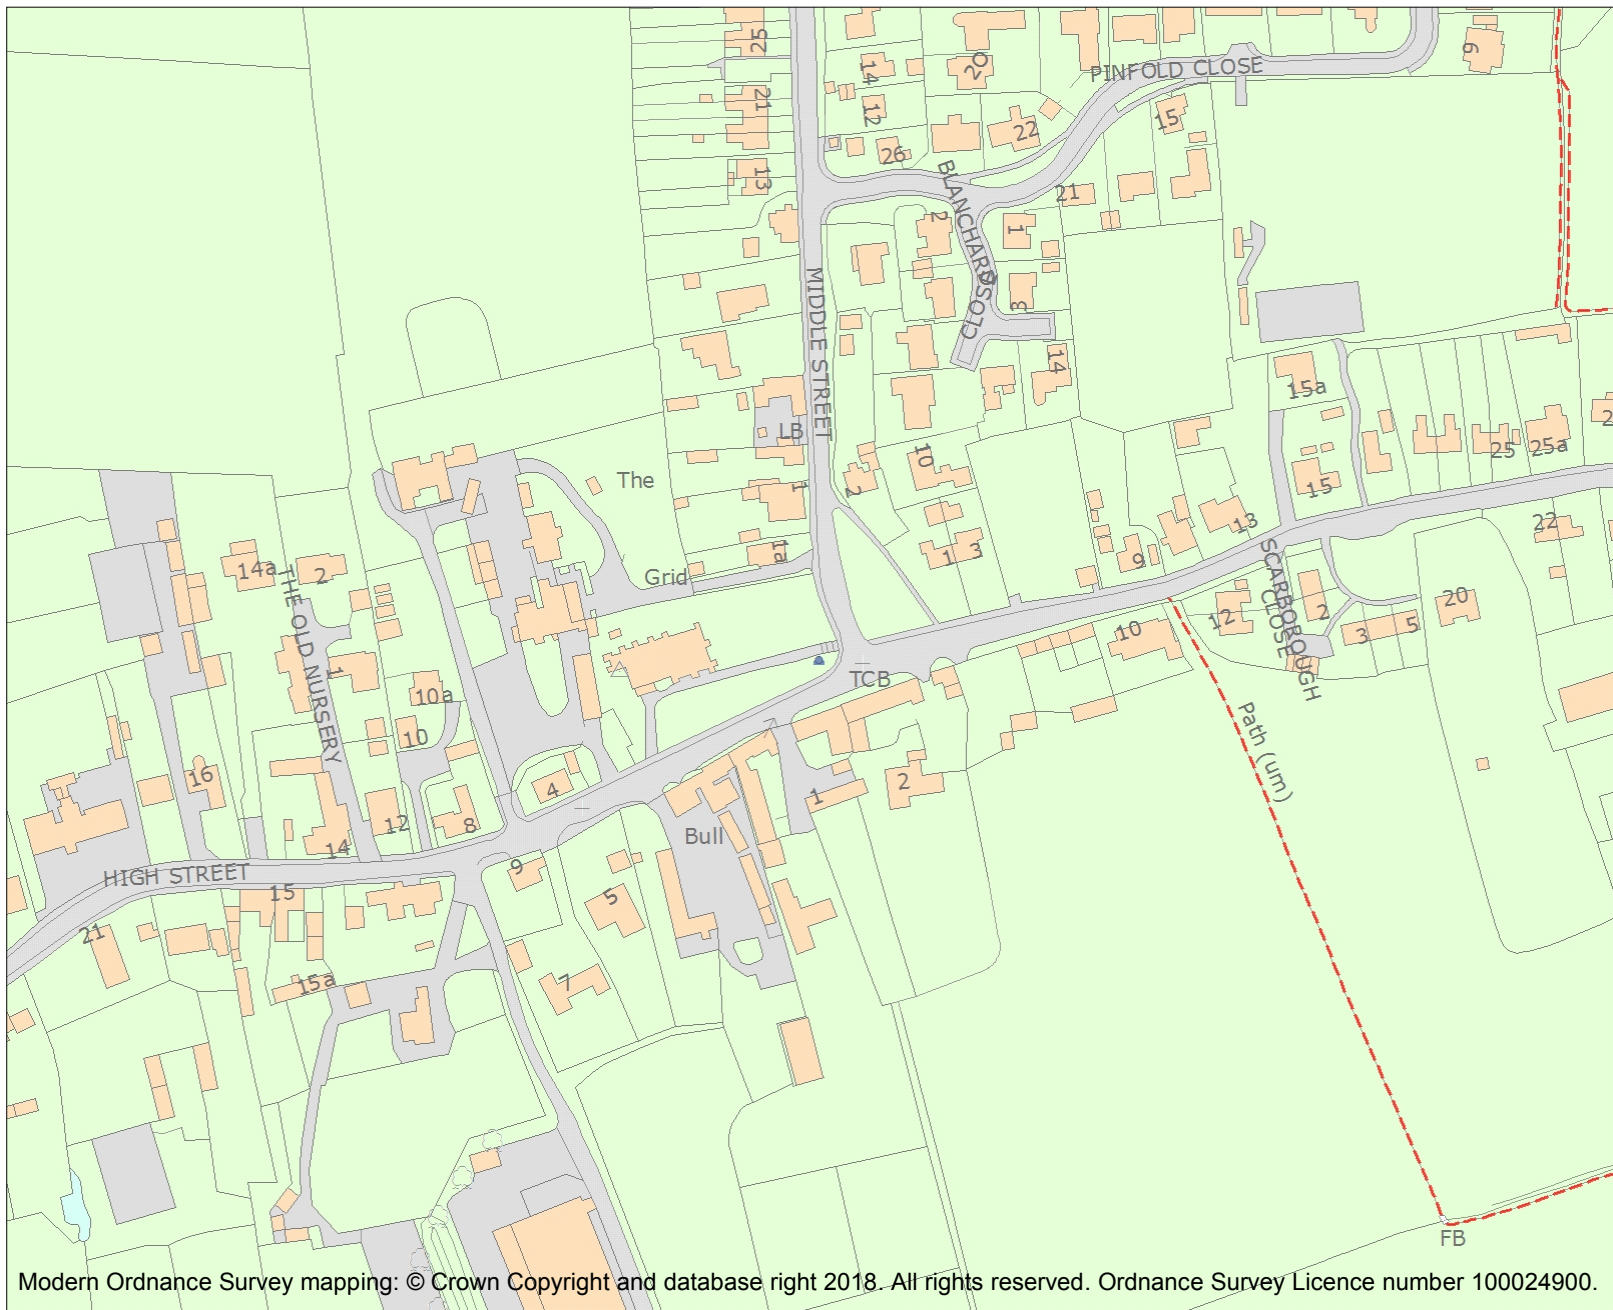 25
20
14
12
21
PINFOLD CLOSE
9
22
15
26
13
21
BLANCHARD
CLOSE
2
1
3
14
MIDDLE STREET
LB
15a
2
The
10
2
1
15
25
25a
1a
Grid
1
3
9
13
22
14a
2
THE OLD NURSERY
1
SCARBOROUGH
CLOSE
12
2
3
5
20
10
10a
TCB
Path (um)
10
16
4
1
2
12
8
14
Bull
HIGH STREET
9
15
5
21
7
15a
FB
Modern Ordnance Survey mapping: © Crown Copyright and database right 2018. All rights reserved. Ordnance Survey Licence number 100024900.